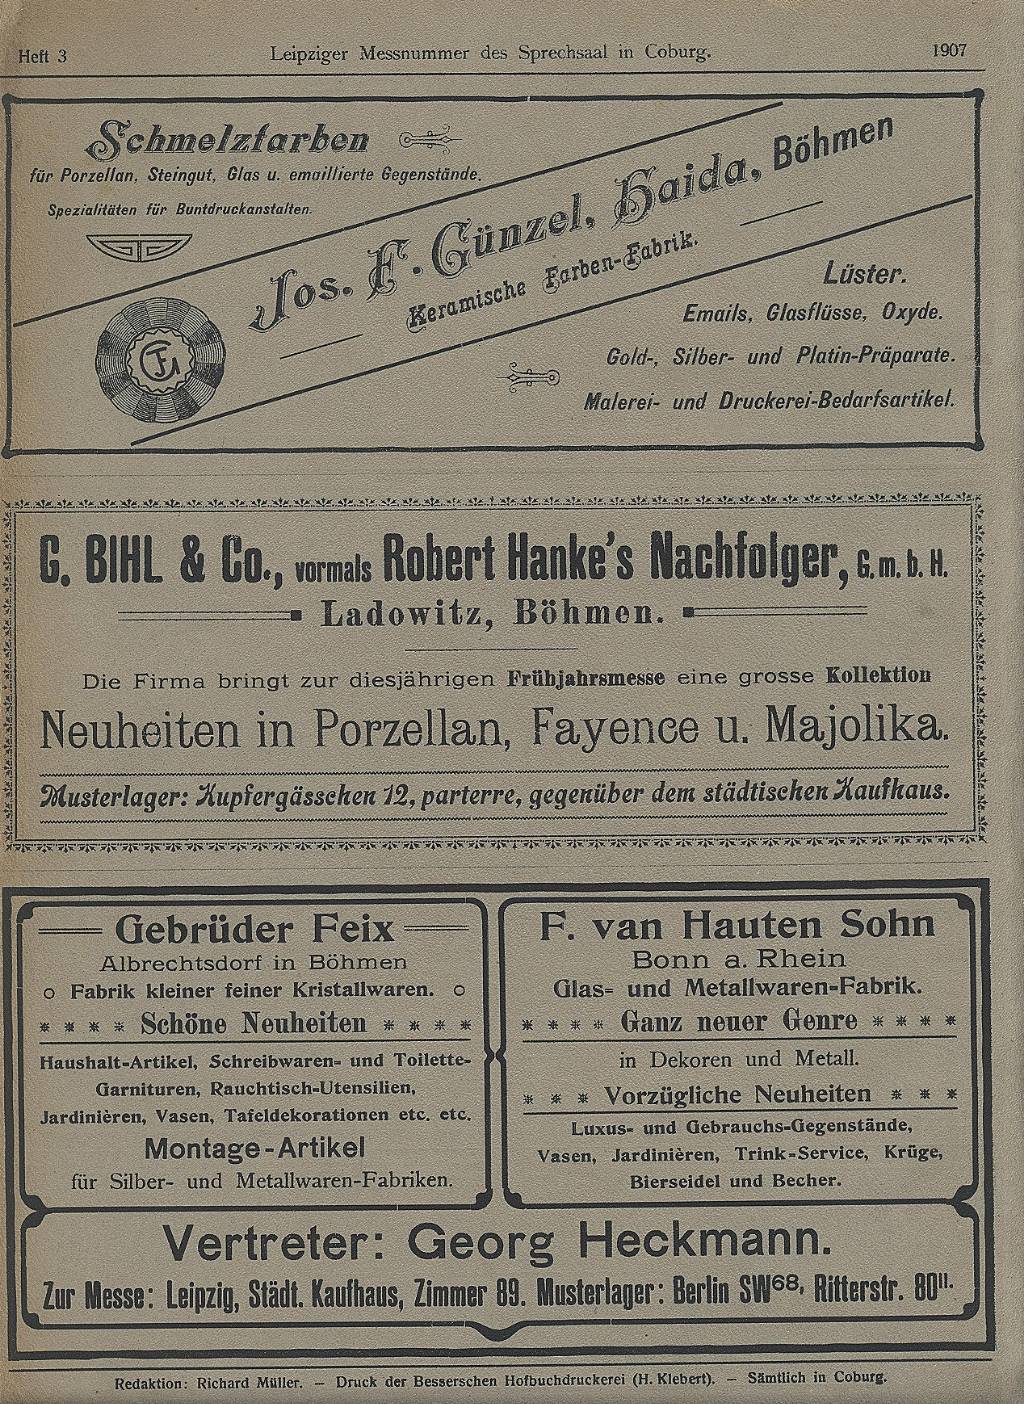 Heft 3 Leipziger Messnummer des Sprechsaal in Coburg. 1907
Schmelzfarben
für Porzellan, Steingut, Glas u. emaillierte Gegenstände.
Spezialitäten für Buntdruckanstalten.
Jos. F. Günzel, Haida, Böhmen
Keramische Farben-Fabrik.
Lüster.
Emails, Glasflüsse, Oxyde.
Gold-, Silber- und Platin-Präparate.
Malerei- und Druckerei-Bedarfsartikel.
G. BIHL & Co., vormals Robert Hanke's Nachfolger, G. m. b. H.
Ladowitz, Böhmen.
Die Firma bringt zur diesjährigen Frühjahrsmesse eine grosse Kollektion
Neuheiten in Porzellan, Fayence u. Majolika.
Musterlager: Kupfergässchen 12, parterre, gegenüber dem städtischen Kaufhaus.
Gebrüder Feix
Albrechtsdorf in Böhmen
o Fabrik kleiner feiner Kristallwaren. o
* * * * Schöne Neuheiten * * * *
Haushalt-Artikel, Schreibwaren- und Toilette-
Garnituren, Rauchtisch-Utensilien,
Jardinièren, Vasen, Tafeldekorationen etc. etc.
Montage-Artikel
für Silber- und Metallwaren-Fabriken.
F. van Hauten Sohn
Bonn a. Rhein
Glas- und Metallwaren-Fabrik.
* * * * Ganz neuer Genre * * * *
in Dekoren und Metall.
* * * Vorzügliche Neuheiten * * *
Luxus- und Gebrauchs-Gegenstände,
Vasen, Jardinièren, Trink-Service, Krüge,
Bierseidel und Becher.
Vertreter: Georg Heckmann.
Zur Messe: Leipzig, Städt. Kaufhaus, Zimmer 89. Musterlager: Berlin SW68, Ritterstr. 80II.
Redaktion: Richard Müller. — Druck der Besserschen Hofbuchdruckerei (H. Klebert). — Sämtlich in Coburg.